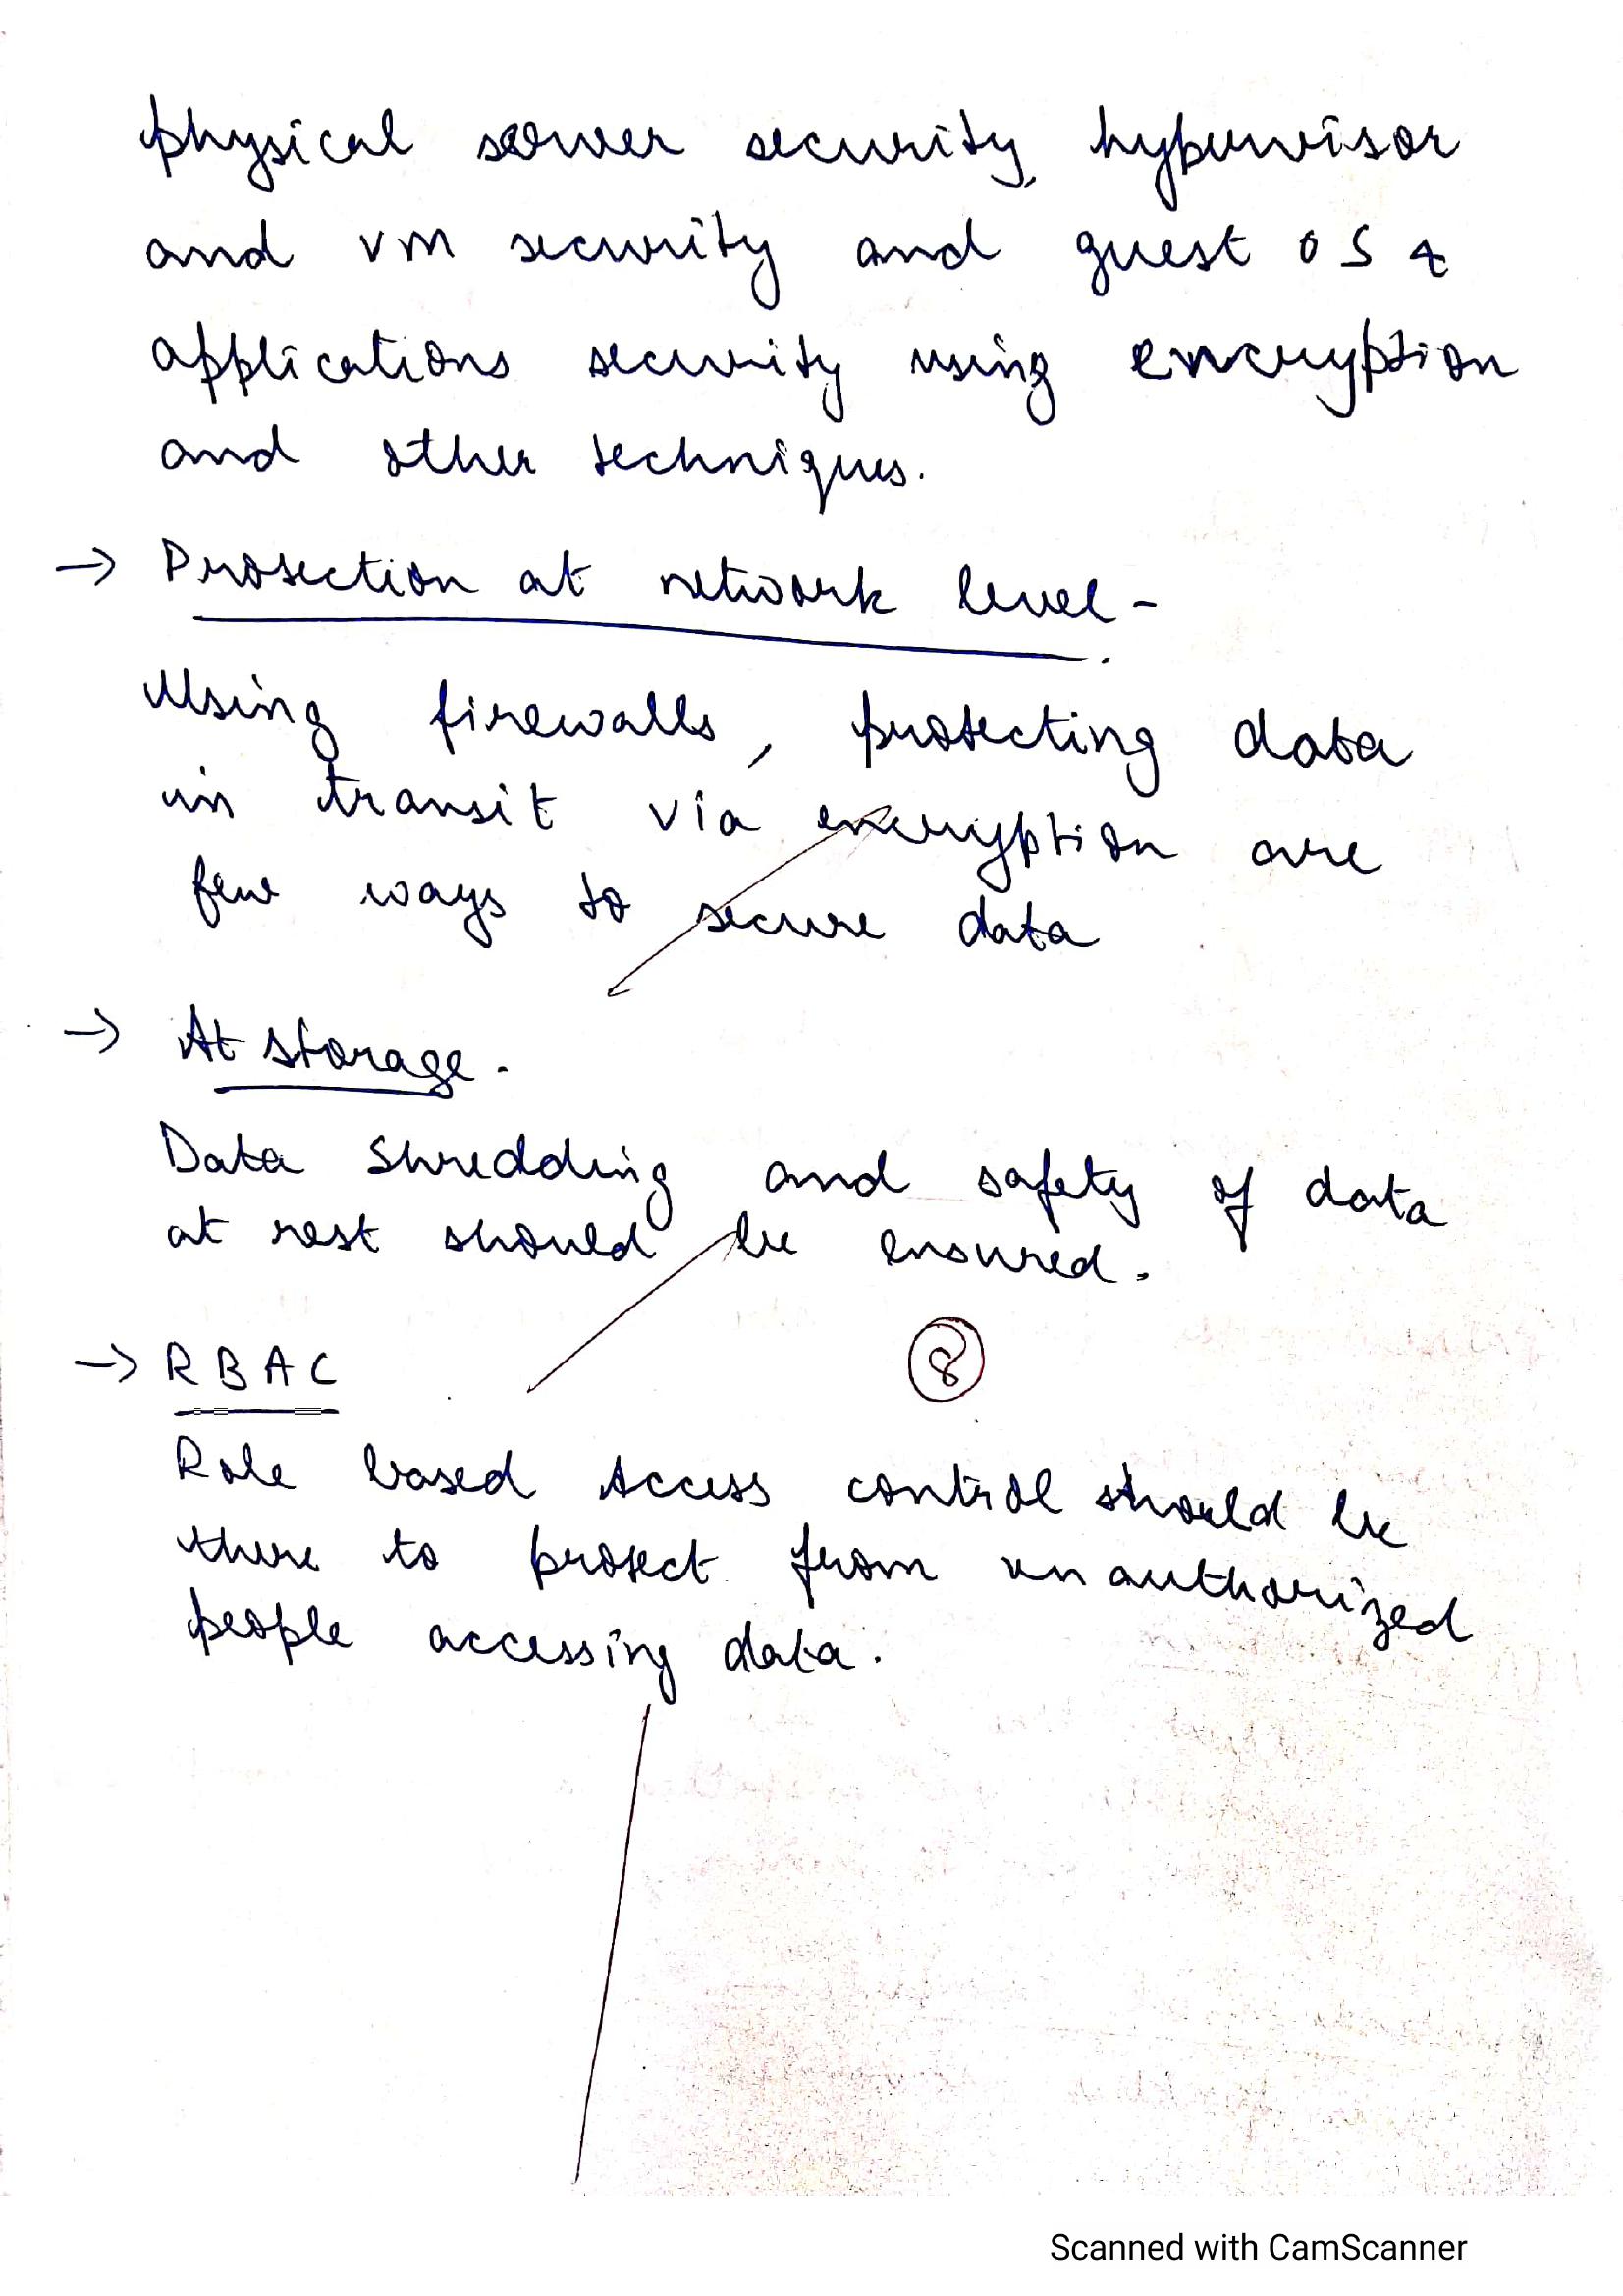 physical server security, hypervisor
and VM security and guest OS &
applications security using encryption
and other techniques.
→ Protection at network level -
Using firewalls, protecting data
in transit via encryption are
few ways to secure data
→ At storage -
Data shredding and safety of data
at rest should be ensured.
8
→ RBAC
Role based Access control should be
there to protect from unauthorized
people accessing data.
Scanned with CamScanner